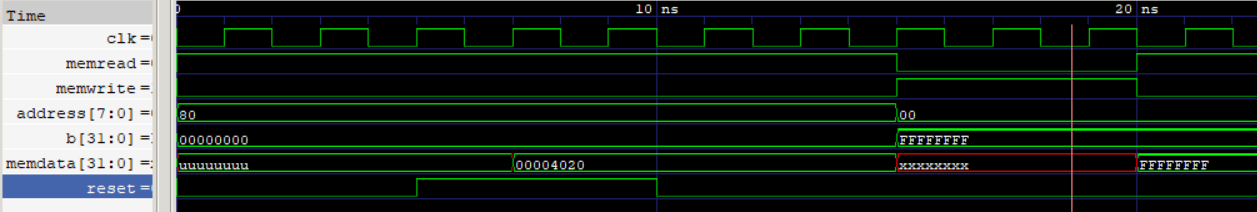 Time
10 ns
20 ns
clk =
memread =
memwrite =
address[7:0] =
80
00
b[31:0] =
00000000
FFFFFFFF
memdata[31:0] =
uuuuuuuu
00004020
xxxxxxxx
FFFFFFFF
reset =